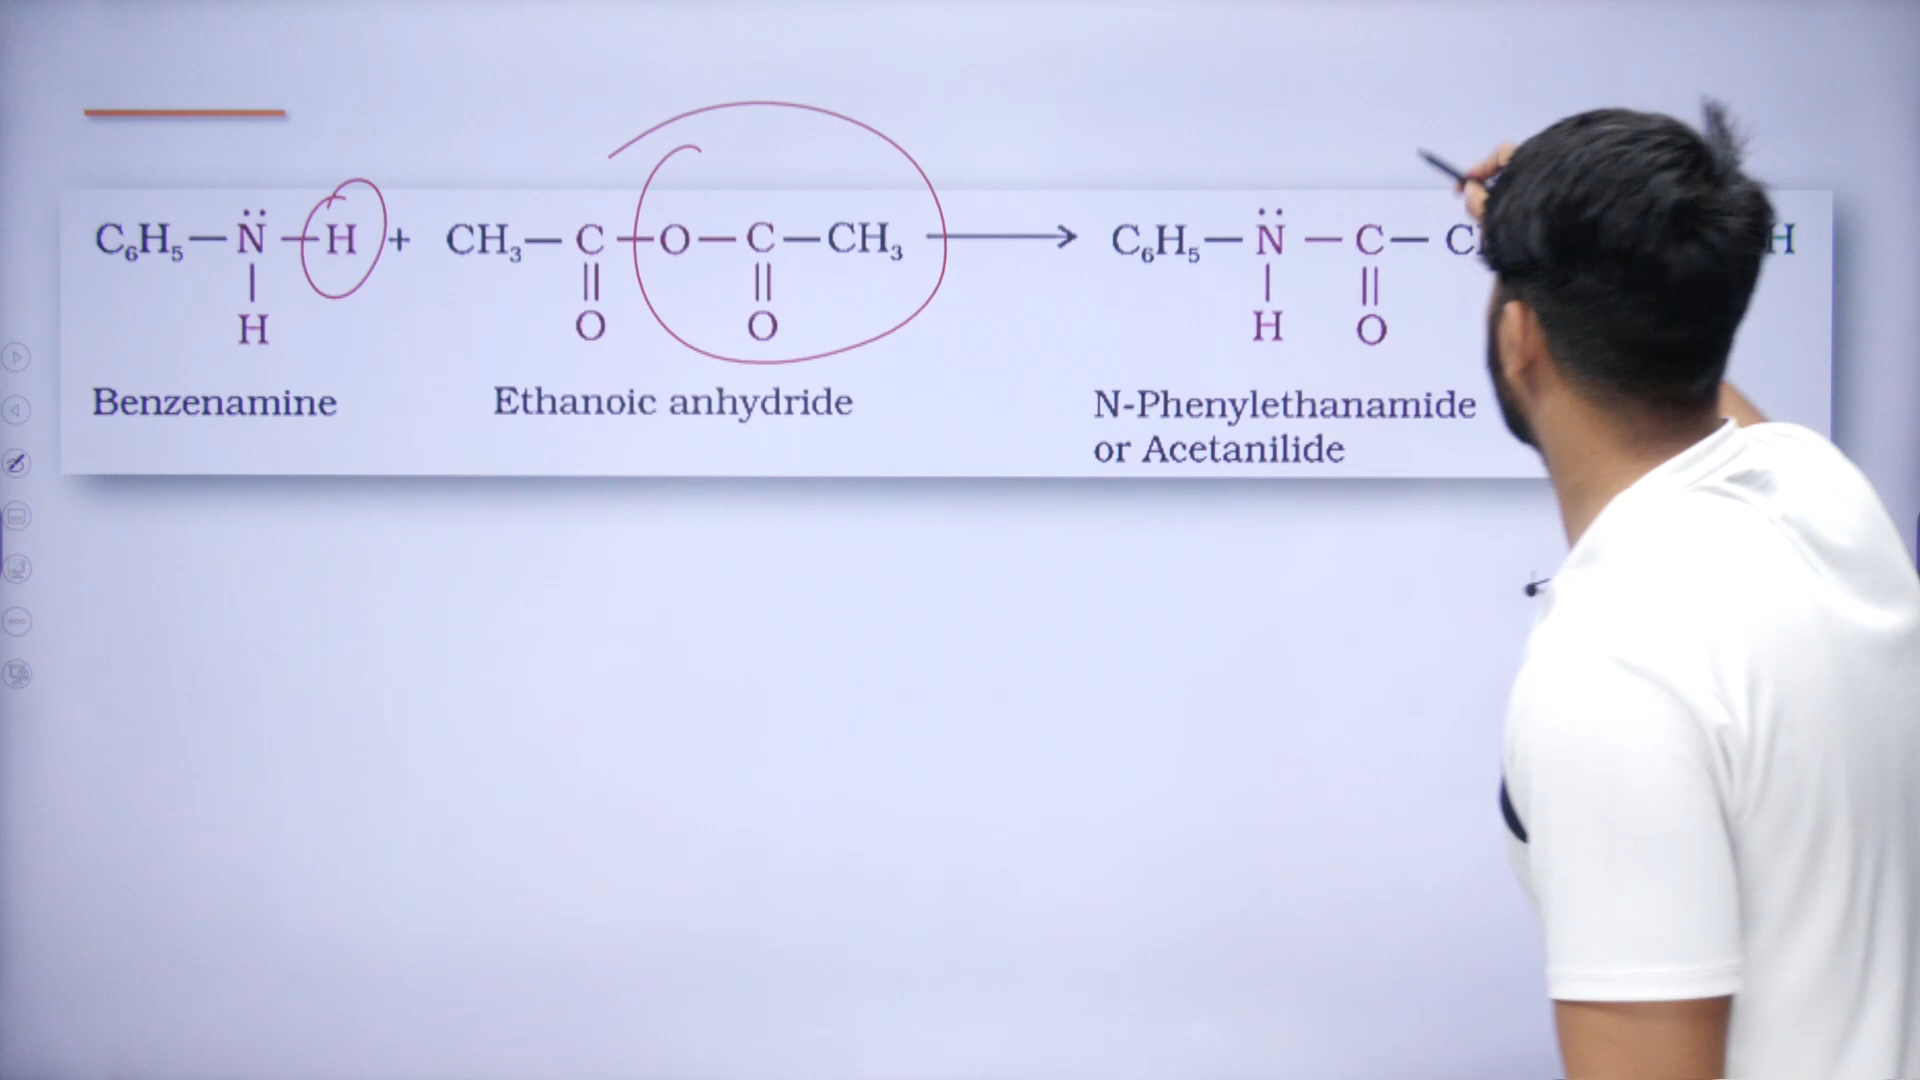 C₆H₅—N̈—H + CH₃—C—O—C—CH₃ ⟶ C₆H₅—N̈—C— H
| || || | ||
H O O H O
Benzenamine Ethanoic anhydride N-Phenylethanamide
or Acetanilide